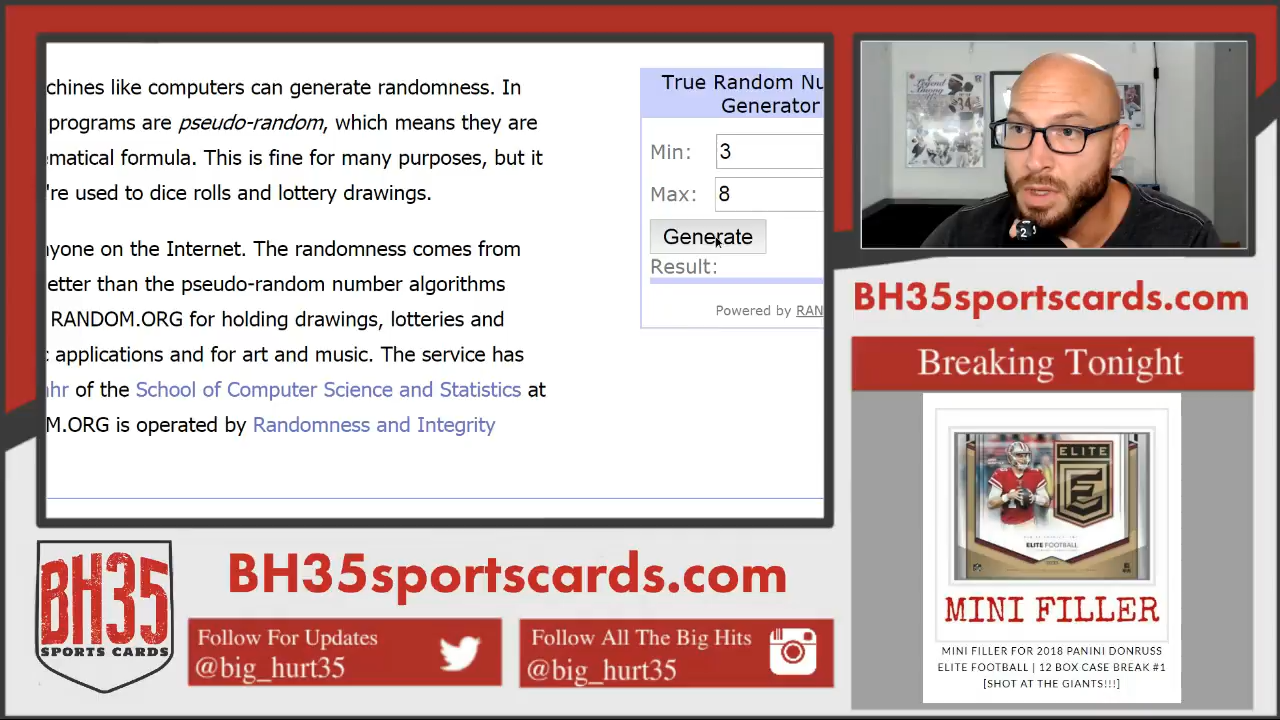 chines like computers can generate randomness. In
programs are pseudo-random, which means they are
matical formula. This is fine for many purposes, but it
're used to dice rolls and lottery drawings.
yone on the Internet. The randomness comes from
etter than the pseudo-random number algorithms
RANDOM.ORG for holding drawings, lotteries and
applications and for art and music. The service has
hr of the School of Computer Science and Statistics at
M.ORG is operated by Randomness and Integrity
True Random Nu
Generator
Min: 3
Max: 8
Generate
Result:
Powered by RAN
2
BH35sportscards.com
Breaking Tonight
ELITE
E
ELITE FOOTBALL
MINI FILLER
MINI FILLER FOR 2018 PANINI DONRUSS
ELITE FOOTBALL | 12 BOX CASE BREAK #1
[SHOT AT THE GIANTS!!!]
BH35
SPORTS CARDS
BH35sportscards.com
Follow For Updates
@big_hurt35
Follow All The Big Hits
@big_hurt35